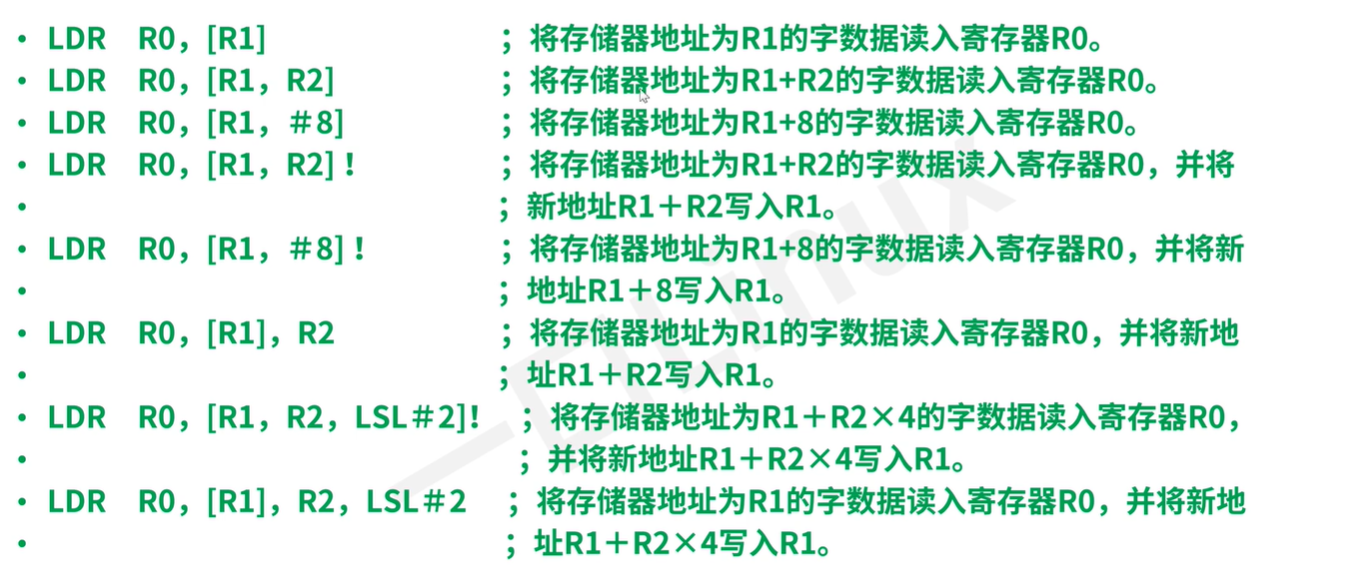 • LDR R0，[R1] ；将存储器地址为R1的字数据读入寄存器R0。
• LDR R0，[R1，R2] ；将存储器地址为R1+R2的字数据读入寄存器R0。
• LDR R0，[R1，＃8] ；将存储器地址为R1+8的字数据读入寄存器R0。
• LDR R0，[R1，R2]！ ；将存储器地址为R1+R2的字数据读入寄存器R0，并将
• ；新地址R1＋R2写入R1。
• LDR R0，[R1，＃8]！ ；将存储器地址为R1+8的字数据读入寄存器R0，并将新
• ；地址R1＋8写入R1。
• LDR R0，[R1]，R2 ；将存储器地址为R1的字数据读入寄存器R0，并将新地
• ；址R1＋R2写入R1。
• LDR R0，[R1，R2，LSL＃2]！ ；将存储器地址为R1＋R2×4的字数据读入寄存器R0，
• ；并将新地址R1＋R2×4写入R1。
• LDR R0，[R1]，R2，LSL＃2 ；将存储器地址为R1的字数据读入寄存器R0，并将新地
• ；址R1＋R2×4写入R1。
一口Linux